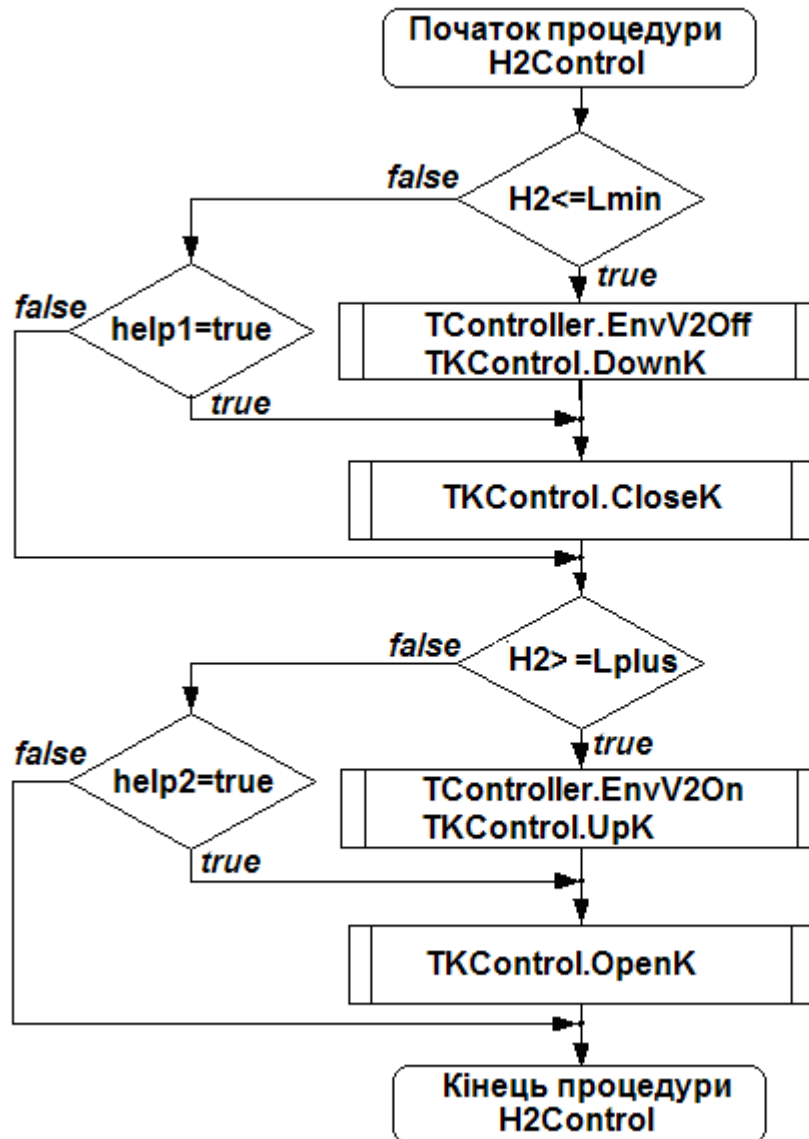 Початок процедури
H2Control
false
H2<=Lmin
true
false
help1=true
TController.EnvV2Off
TKControl.DownK
true
TKControl.CloseK
false
H2> =Lplus
true
false
help2=true
TController.EnvV2On
TKControl.UpK
true
TKControl.OpenK
Кінець процедури
H2Control